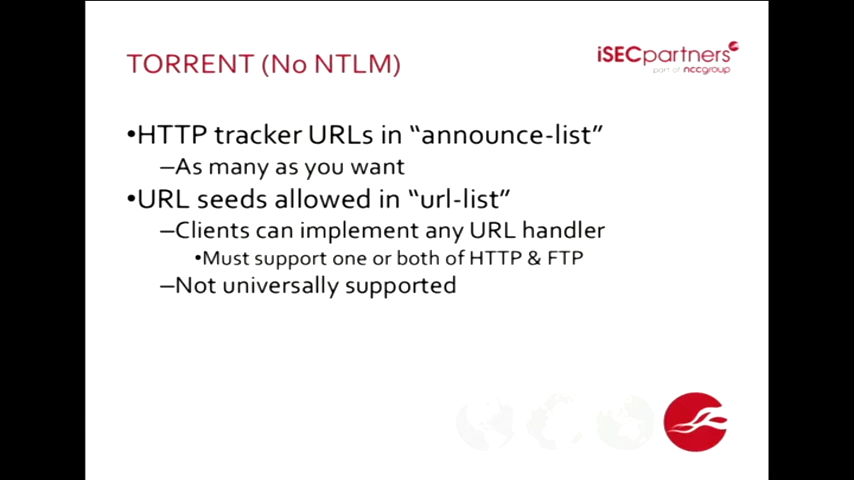 TORRENT (No NTLM)
iSECpartners
part of nccgroup
•HTTP tracker URLs in “announce-list”
–As many as you want
•URL seeds allowed in “url-list”
–Clients can implement any URL handler
•Must support one or both of HTTP & FTP
–Not universally supported